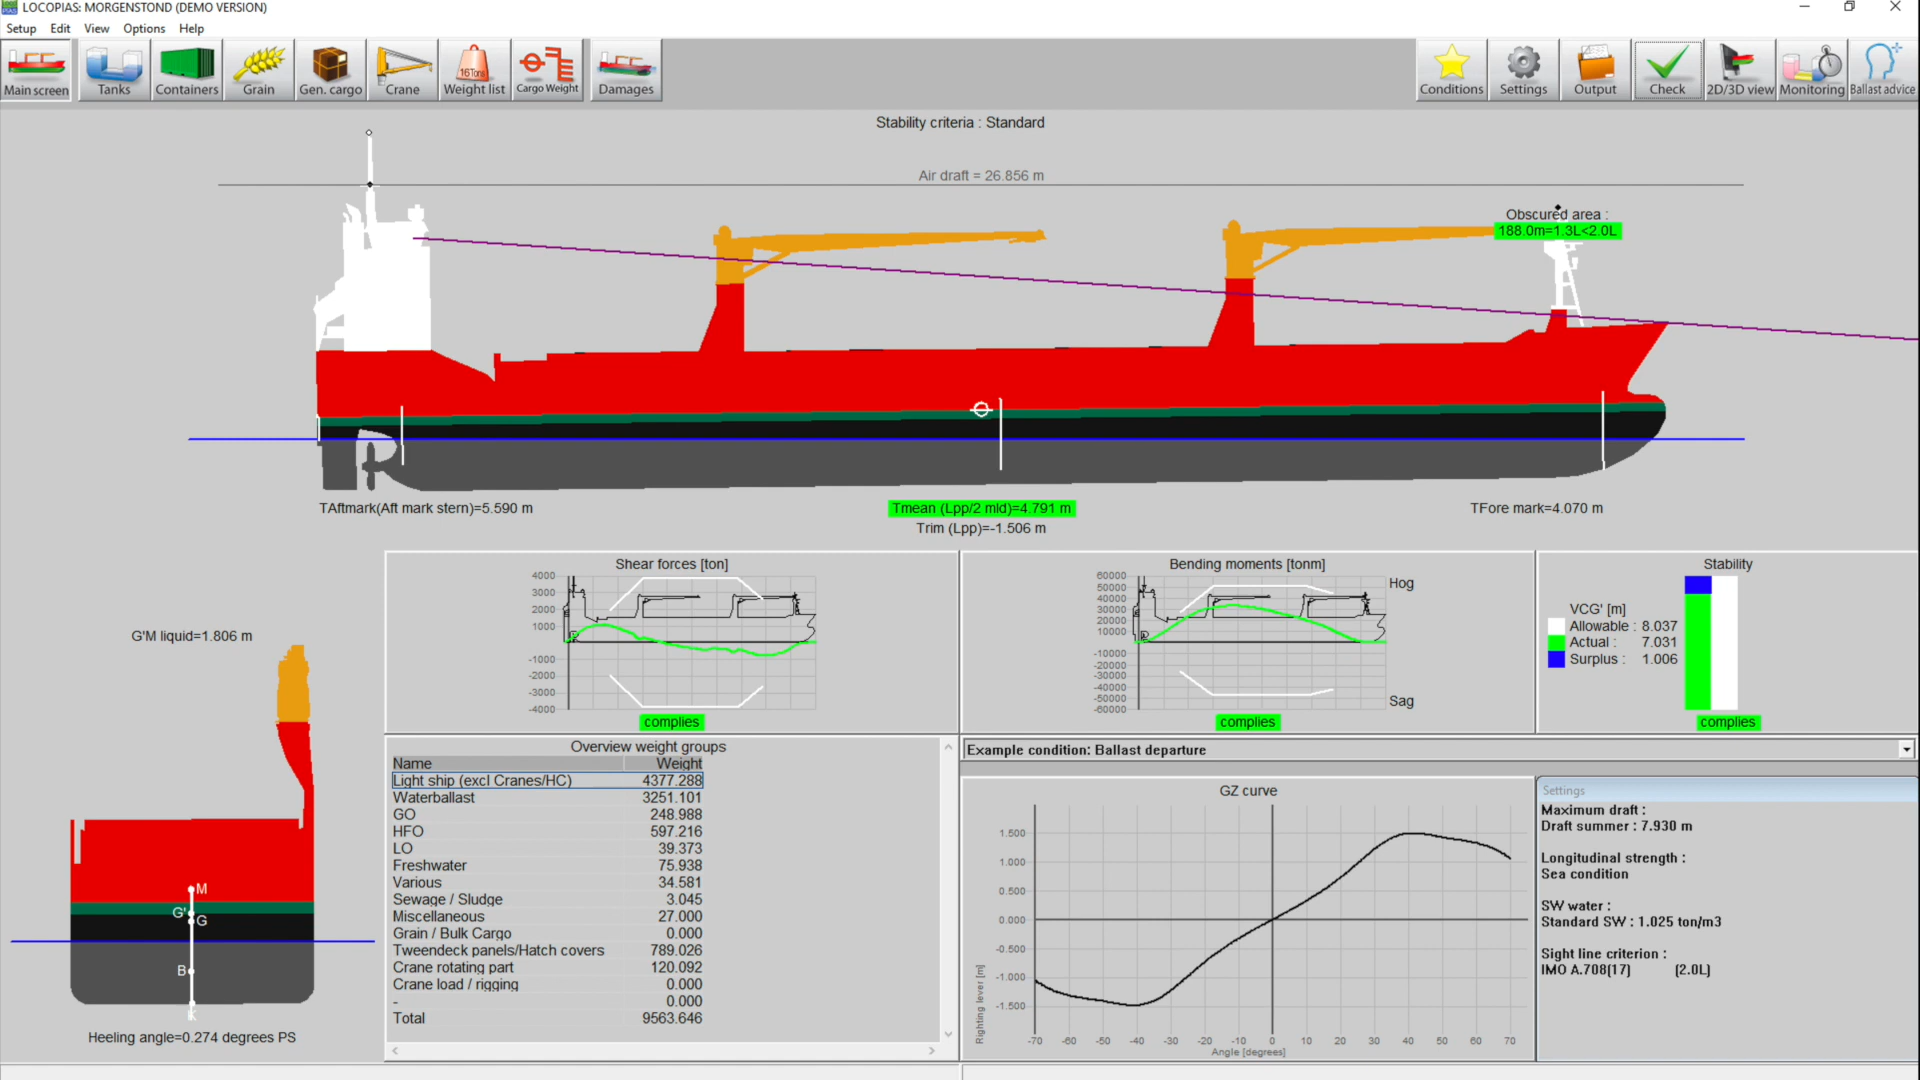 LOCOPIAS: MORGENSTOND (DEMO VERSION)
Setup Edit View Options Help
Main screen
Tanks
Containers
Grain
Gen. cargo
Crane
16Tons
Weight list
Cargo Weight
Damages
Conditions
Settings
Output
Check
2D/3D view
Monitoring
Ballast advice
Stability criteria : Standard
Air draft = 26.856 m
Obscured area :
188.0m=1.3L<2.0L
TAftmark(Aft mark stern)=5.590 m
Tmean (Lpp/2 mid)=4.791 m
TFore mark=4.070 m
Trim (Lpp)=-1.506 m
G'M liquid=1.806 m
M
G'
G
B
K
Heeling angle=0.274 degrees PS
Shear forces [ton]
4000
3000
2000
1000
-1000
-2000
-3000
-4000
complies
Bending moments [tonm]
60000
50000
40000
30000
20000
10000
-10000
-20000
-30000
-40000
-50000
-60000
Hog
Sag
complies
Stability
VCG' [m]
Allowable : 8.037
Actual : 7.031
Surplus : 1.006
complies
Overview weight groups
Name Weight
Light ship (excl Cranes/HC) 4377.288
Waterballast 3251.101
GO 248.988
HFO 597.216
LO 39.373
Freshwater 75.938
Various 34.581
Sewage / Sludge 3.045
Miscellaneous 27.000
Grain / Bulk Cargo 0.000
Tweendeck panels/Hatch covers 789.026
Crane rotating part 120.092
Crane load / rigging 0.000
- 0.000
Total 9563.646
Example condition: Ballast departure
GZ curve
1.500
1.000
0.500
0.000
-0.500
-1.000
-1.500
Righting lever [m]
-70 -60 -50 -40 -30 -20 -10 0 10 20 30 40 50 60 70
Angle [degrees]
Settings
Maximum draft :
Draft summer : 7.930 m
Longitudinal strength :
Sea condition
SW water :
Standard SW : 1.025 ton/m3
Sight line criterion :
IMO A.708(17) (2.0L)